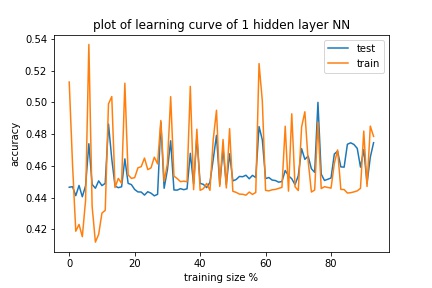 plot of learning curve of 1 hidden layer NN
0.54
0.52
0.50
0.48
0.46
0.44
0.42
accuracy
test
train
0 20 40 60 80
training size %